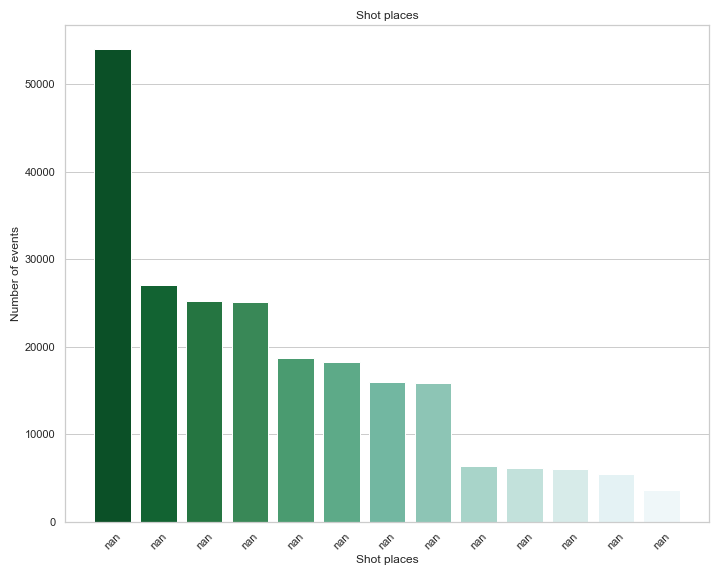 Shot places
Number of events
50000
40000
30000
20000
10000
0
nan nan nan nan nan nan nan nan nan nan nan nan nan
Shot places